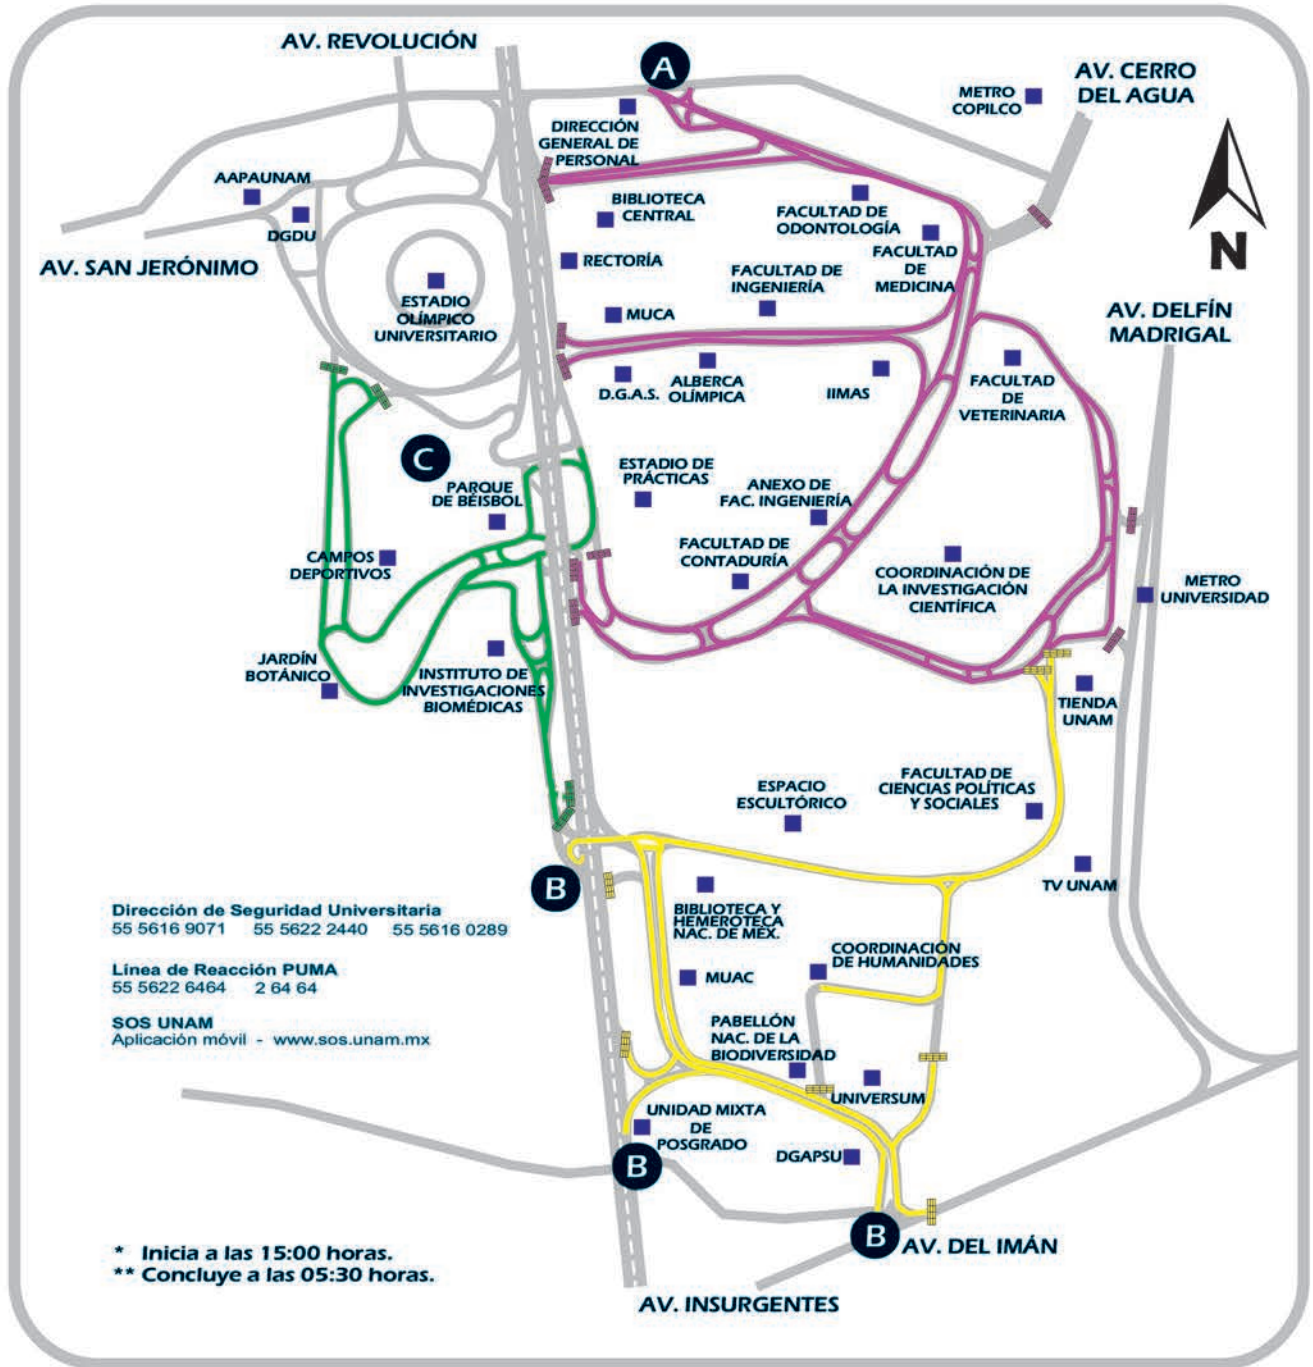 AV. REVOLUCIÓN
A
AV. CERRO
DEL AGUA
METRO
COPILCO
DIRECCIÓN
GENERAL DE
PERSONAL
AAPAUNAM
DGDU
BIBLIOTECA
CENTRAL
FACULTAD DE
ODONTOLOGÍA
FACULTAD
DE
MEDICINA
N
AV. SAN JERÓNIMO
RECTORÍA
FACULTAD DE
INGENIERÍA
ESTADIO
OLÍMPICO
UNIVERSITARIO
MUCA
AV. DELFÍN
MADRIGAL
D.G.A.S.
ALBERCA
OLÍMPICA
IIMAS
FACULTAD
DE
VETERINARIA
C
PARQUE
DE BÉISBOL
ESTADIO DE
PRÁCTICAS
ANEXO DE
FAC. INGENIERÍA
CAMPOS
DEPORTIVOS
FACULTAD DE
CONTADURÍA
COORDINACIÓN DE
LA INVESTIGACIÓN
CIENTÍFICA
METRO
UNIVERSIDAD
JARDÍN
BOTÁNICO
INSTITUTO DE
INVESTIGACIONES
BIOMÉDICAS
TIENDA
UNAM
ESPACIO
ESCULTÓRICO
FACULTAD DE
CIENCIAS POLÍTICAS
Y SOCIALES
TV UNAM
B
BIBLIOTECA Y
HEMEROTECA
NAC. DE MÉX.
Dirección de Seguridad Universitaria
55 5616 9071 55 5622 2440 55 5616 0289
COORDINACIÓN
DE HUMANIDADES
Línea de Reacción PUMA
55 5622 6464 2 64 64
MUAC
SOS UNAM
Aplicación móvil - www.sos.unam.mx
PABELLÓN
NAC. DE LA
BIODIVERSIDAD
UNIVERSUM
UNIDAD MIXTA
DE
POSGRADO
DGAPSU
B
B
AV. DEL IMÁN
* Inicia a las 15:00 horas.
** Concluye a las 05:30 horas.
AV. INSURGENTES